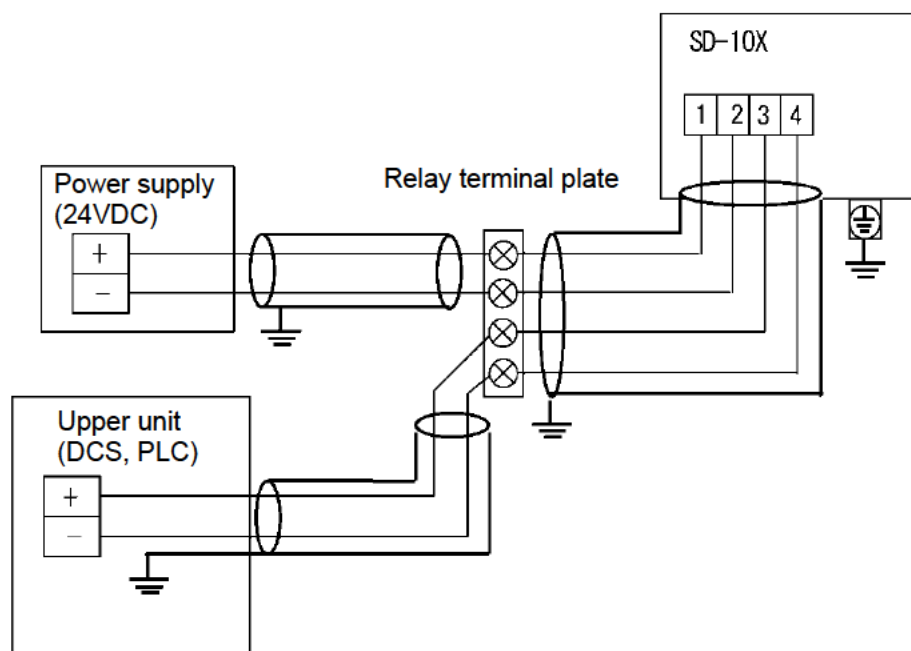 SD-10X
1 2 3 4
Relay terminal plate
Power supply
(24VDC)
+
−
Upper unit
(DCS, PLC)
+
−